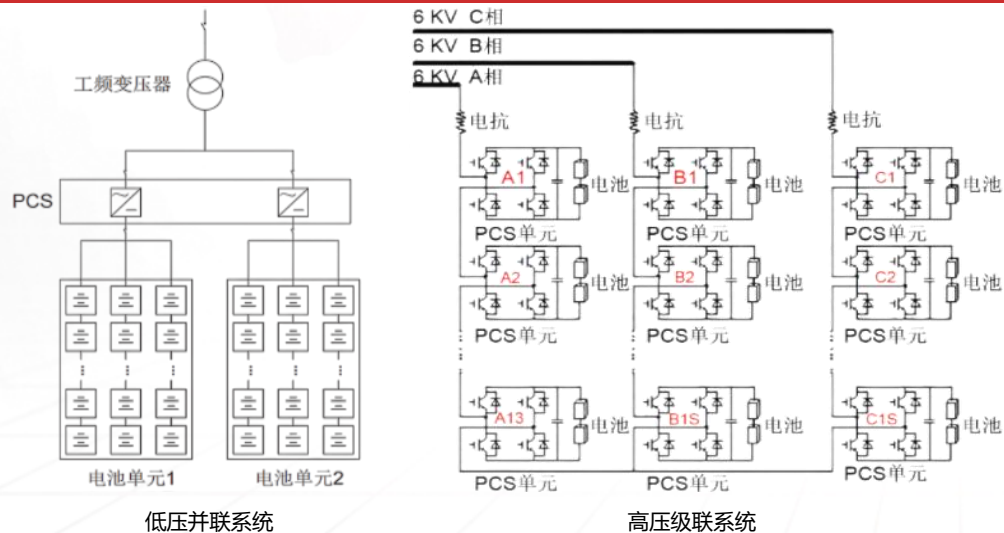 工频变压器
PCS
电池单元1
电池单元2
低压并联系统
6 KV C相
6 KV B相
6 KV A相
电抗
电抗
电抗
A1
电池
B1
电池
C1
电池
PCS单元
PCS单元
PCS单元
A2
电池
B2
电池
C2
电池
PCS单元
PCS单元
PCS单元
A13
电池
B1S
电池
C1S
电池
PCS单元
PCS单元
PCS单元
高压级联系统